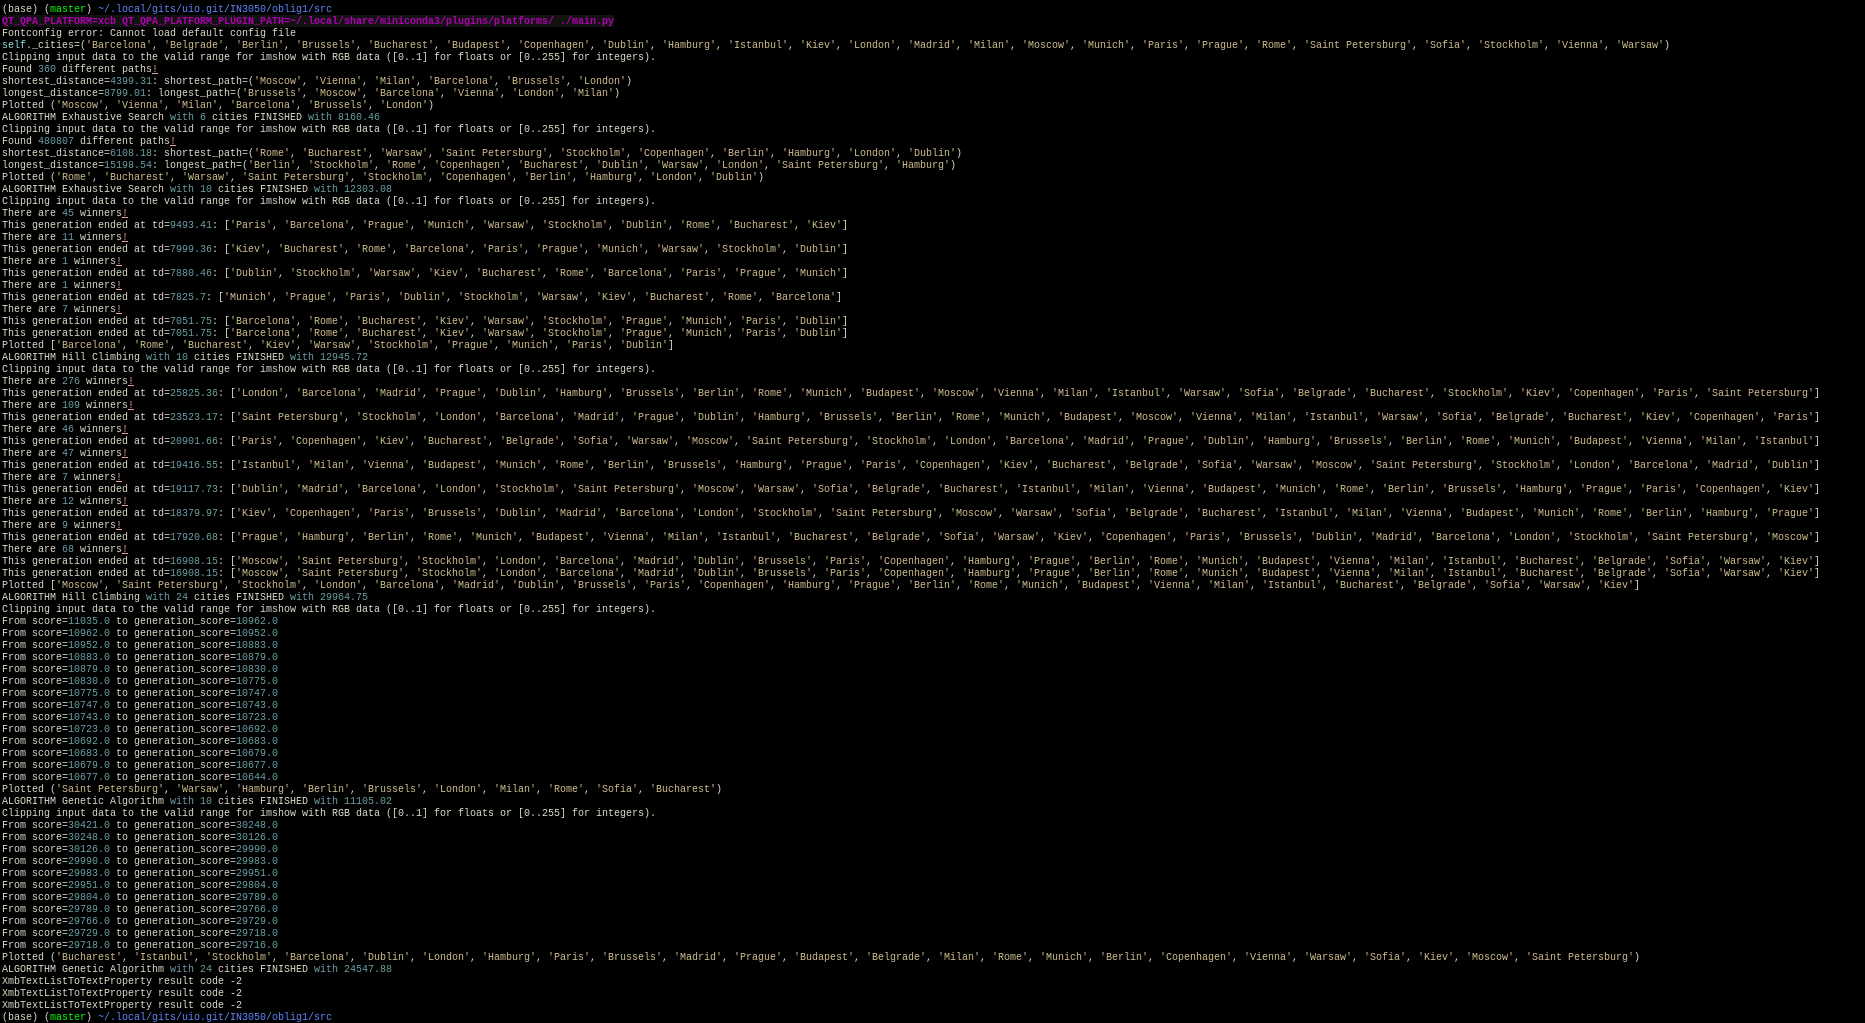 (base) (master) ~/.local/gits/uio.git/IN3050/oblig1/src
QT_QPA_PLATFORM=xcb QT_QPA_PLATFORM_PLUGIN_PATH=~/.local/share/miniconda3/plugins/platforms/ ./main.py
Fontconfig error: Cannot load default config file
self._cities=('Barcelona', 'Belgrade', 'Berlin', 'Brussels', 'Bucharest', 'Budapest', 'Copenhagen', 'Dublin', 'Hamburg', 'Istanbul', 'Kiev', 'London', 'Madrid', 'Milan', 'Moscow', 'Munich', 'Paris', 'Prague', 'Rome', 'Saint Petersburg', 'Sofia', 'Stockholm', 'Vienna', 'Warsaw')
Clipping input data to the valid range for imshow with RGB data ([0..1] for floats or [0..255] for integers).
Found 360 different paths!
shortest_distance=4399.31: shortest_path=('Moscow', 'Vienna', 'Milan', 'Barcelona', 'Brussels', 'London')
longest_distance=8799.01: longest_path=('Brussels', 'Moscow', 'Barcelona', 'Vienna', 'London', 'Milan')
Plotted ('Moscow', 'Vienna', 'Milan', 'Barcelona', 'Brussels', 'London')
ALGORITHM Exhaustive Search with 6 cities FINISHED with 8160.46
Clipping input data to the valid range for imshow with RGB data ([0..1] for floats or [0..255] for integers).
Found 480807 different paths!
shortest_distance=6108.18: shortest_path=('Rome', 'Bucharest', 'Warsaw', 'Saint Petersburg', 'Stockholm', 'Copenhagen', 'Berlin', 'Hamburg', 'London', 'Dublin')
longest_distance=15198.54: longest_path=('Berlin', 'Stockholm', 'Rome', 'Copenhagen', 'Bucharest', 'Dublin', 'Warsaw', 'London', 'Saint Petersburg', 'Hamburg')
Plotted ('Rome', 'Bucharest', 'Warsaw', 'Saint Petersburg', 'Stockholm', 'Copenhagen', 'Berlin', 'Hamburg', 'London', 'Dublin')
ALGORITHM Exhaustive Search with 10 cities FINISHED with 12303.08
Clipping input data to the valid range for imshow with RGB data ([0..1] for floats or [0..255] for integers).
There are 45 winners!
This generation ended at td=9493.41: ['Paris', 'Barcelona', 'Prague', 'Munich', 'Warsaw', 'Stockholm', 'Dublin', 'Rome', 'Bucharest', 'Kiev']
There are 11 winners!
This generation ended at td=7999.36: ['Kiev', 'Bucharest', 'Rome', 'Barcelona', 'Paris', 'Prague', 'Munich', 'Warsaw', 'Stockholm', 'Dublin']
There are 1 winners!
This generation ended at td=7880.46: ['Dublin', 'Stockholm', 'Warsaw', 'Kiev', 'Bucharest', 'Rome', 'Barcelona', 'Paris', 'Prague', 'Munich']
There are 1 winners!
This generation ended at td=7825.7: ['Munich', 'Prague', 'Paris', 'Dublin', 'Stockholm', 'Warsaw', 'Kiev', 'Bucharest', 'Rome', 'Barcelona']
There are 7 winners!
This generation ended at td=7051.75: ['Barcelona', 'Rome', 'Bucharest', 'Kiev', 'Warsaw', 'Stockholm', 'Prague', 'Munich', 'Paris', 'Dublin']
This generation ended at td=7051.75: ['Barcelona', 'Rome', 'Bucharest', 'Kiev', 'Warsaw', 'Stockholm', 'Prague', 'Munich', 'Paris', 'Dublin']
Plotted ['Barcelona', 'Rome', 'Bucharest', 'Kiev', 'Warsaw', 'Stockholm', 'Prague', 'Munich', 'Paris', 'Dublin']
ALGORITHM Hill Climbing with 10 cities FINISHED with 12945.72
Clipping input data to the valid range for imshow with RGB data ([0..1] for floats or [0..255] for integers).
There are 276 winners!
This generation ended at td=25825.36: ['London', 'Barcelona', 'Madrid', 'Prague', 'Dublin', 'Hamburg', 'Brussels', 'Berlin', 'Rome', 'Munich', 'Budapest', 'Moscow', 'Vienna', 'Milan', 'Istanbul', 'Warsaw', 'Sofia', 'Belgrade', 'Bucharest', 'Stockholm', 'Kiev', 'Copenhagen', 'Paris', 'Saint Petersburg']
There are 109 winners!
This generation ended at td=23523.17: ['Saint Petersburg', 'Stockholm', 'London', 'Barcelona', 'Madrid', 'Prague', 'Dublin', 'Hamburg', 'Brussels', 'Berlin', 'Rome', 'Munich', 'Budapest', 'Moscow', 'Vienna', 'Milan', 'Istanbul', 'Warsaw', 'Sofia', 'Belgrade', 'Bucharest', 'Kiev', 'Copenhagen', 'Paris']
There are 46 winners!
This generation ended at td=20901.66: ['Paris', 'Copenhagen', 'Kiev', 'Bucharest', 'Belgrade', 'Sofia', 'Warsaw', 'Moscow', 'Saint Petersburg', 'Stockholm', 'London', 'Barcelona', 'Madrid', 'Prague', 'Dublin', 'Hamburg', 'Brussels', 'Berlin', 'Rome', 'Munich', 'Budapest', 'Vienna', 'Milan', 'Istanbul']
There are 47 winners!
This generation ended at td=19416.55: ['Istanbul', 'Milan', 'Vienna', 'Budapest', 'Munich', 'Rome', 'Berlin', 'Brussels', 'Hamburg', 'Prague', 'Paris', 'Copenhagen', 'Kiev', 'Bucharest', 'Belgrade', 'Sofia', 'Warsaw', 'Moscow', 'Saint Petersburg', 'Stockholm', 'London', 'Barcelona', 'Madrid', 'Dublin']
There are 7 winners!
This generation ended at td=19117.73: ['Dublin', 'Madrid', 'Barcelona', 'London', 'Stockholm', 'Saint Petersburg', 'Moscow', 'Warsaw', 'Sofia', 'Belgrade', 'Bucharest', 'Istanbul', 'Milan', 'Vienna', 'Budapest', 'Munich', 'Rome', 'Berlin', 'Brussels', 'Hamburg', 'Prague', 'Paris', 'Copenhagen', 'Kiev']
There are 12 winners!
This generation ended at td=18379.97: ['Kiev', 'Copenhagen', 'Paris', 'Brussels', 'Dublin', 'Madrid', 'Barcelona', 'London', 'Stockholm', 'Saint Petersburg', 'Moscow', 'Warsaw', 'Sofia', 'Belgrade', 'Bucharest', 'Istanbul', 'Milan', 'Vienna', 'Budapest', 'Munich', 'Rome', 'Berlin', 'Hamburg', 'Prague']
There are 9 winners!
This generation ended at td=17920.68: ['Prague', 'Hamburg', 'Berlin', 'Rome', 'Munich', 'Budapest', 'Vienna', 'Milan', 'Istanbul', 'Bucharest', 'Belgrade', 'Sofia', 'Warsaw', 'Kiev', 'Copenhagen', 'Paris', 'Brussels', 'Dublin', 'Madrid', 'Barcelona', 'London', 'Stockholm', 'Saint Petersburg', 'Moscow']
There are 68 winners!
This generation ended at td=16908.15: ['Moscow', 'Saint Petersburg', 'Stockholm', 'London', 'Barcelona', 'Madrid', 'Dublin', 'Brussels', 'Paris', 'Copenhagen', 'Hamburg', 'Prague', 'Berlin', 'Rome', 'Munich', 'Budapest', 'Vienna', 'Milan', 'Istanbul', 'Bucharest', 'Belgrade', 'Sofia', 'Warsaw', 'Kiev']
This generation ended at td=16908.15: ['Moscow', 'Saint Petersburg', 'Stockholm', 'London', 'Barcelona', 'Madrid', 'Dublin', 'Brussels', 'Paris', 'Copenhagen', 'Hamburg', 'Prague', 'Berlin', 'Rome', 'Munich', 'Budapest', 'Vienna', 'Milan', 'Istanbul', 'Bucharest', 'Belgrade', 'Sofia', 'Warsaw', 'Kiev']
Plotted ['Moscow', 'Saint Petersburg', 'Stockholm', 'London', 'Barcelona', 'Madrid', 'Dublin', 'Brussels', 'Paris', 'Copenhagen', 'Hamburg', 'Prague', 'Berlin', 'Rome', 'Munich', 'Budapest', 'Vienna', 'Milan', 'Istanbul', 'Bucharest', 'Belgrade', 'Sofia', 'Warsaw', 'Kiev']
ALGORITHM Hill Climbing with 24 cities FINISHED with 29964.75
Clipping input data to the valid range for imshow with RGB data ([0..1] for floats or [0..255] for integers).
From score=11035.0 to generation_score=10962.0
From score=10962.0 to generation_score=10952.0
From score=10952.0 to generation_score=10883.0
From score=10883.0 to generation_score=10879.0
From score=10879.0 to generation_score=10830.0
From score=10830.0 to generation_score=10775.0
From score=10775.0 to generation_score=10747.0
From score=10747.0 to generation_score=10743.0
From score=10743.0 to generation_score=10723.0
From score=10723.0 to generation_score=10692.0
From score=10692.0 to generation_score=10683.0
From score=10683.0 to generation_score=10679.0
From score=10679.0 to generation_score=10677.0
From score=10677.0 to generation_score=10644.0
Plotted ('Saint Petersburg', 'Warsaw', 'Hamburg', 'Berlin', 'Brussels', 'London', 'Milan', 'Rome', 'Sofia', 'Bucharest')
ALGORITHM Genetic Algorithm with 10 cities FINISHED with 11105.02
Clipping input data to the valid range for imshow with RGB data ([0..1] for floats or [0..255] for integers).
From score=30421.0 to generation_score=30248.0
From score=30248.0 to generation_score=30126.0
From score=30126.0 to generation_score=29990.0
From score=29990.0 to generation_score=29983.0
From score=29983.0 to generation_score=29951.0
From score=29951.0 to generation_score=29804.0
From score=29804.0 to generation_score=29789.0
From score=29789.0 to generation_score=29766.0
From score=29766.0 to generation_score=29729.0
From score=29729.0 to generation_score=29718.0
From score=29718.0 to generation_score=29716.0
Plotted ('Bucharest', 'Istanbul', 'Stockholm', 'Barcelona', 'Dublin', 'London', 'Hamburg', 'Paris', 'Brussels', 'Madrid', 'Prague', 'Budapest', 'Belgrade', 'Milan', 'Rome', 'Munich', 'Berlin', 'Copenhagen', 'Vienna', 'Warsaw', 'Sofia', 'Kiev', 'Moscow', 'Saint Petersburg')
ALGORITHM Genetic Algorithm with 24 cities FINISHED with 24547.88
XmbTextListToTextProperty result code -2
XmbTextListToTextProperty result code -2
XmbTextListToTextProperty result code -2
(base) (master) ~/.local/gits/uio.git/IN3050/oblig1/src